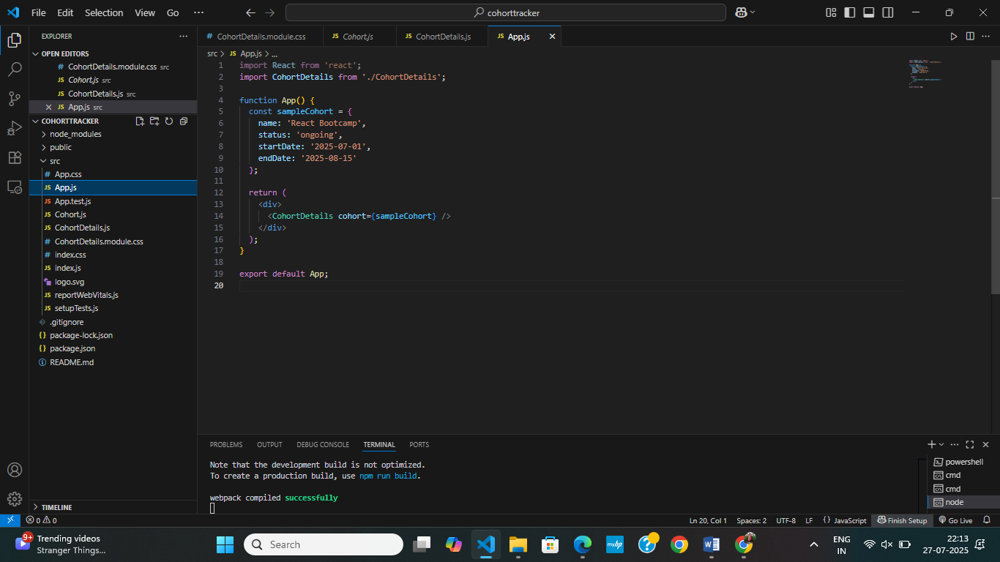 File Edit Selection View Go ···
cohorttracker
EXPLORER ···
OPEN EDITORS
# CohortDetails.module.css src
JS Cohort.js src
JS CohortDetails.js src
JS App.js src
COHORTTRACKER
node_modules
public
src
# App.css
JS App.js
JS App.test.js
JS Cohort.js
JS CohortDetails.js
# CohortDetails.module.css
# index.css
JS index.js
logo.svg
JS reportWebVitals.js
JS setupTests.js
.gitignore
{} package-lock.json
{} package.json
README.md
TIMELINE
# CohortDetails.module.css JS Cohort.js JS CohortDetails.js JS App.js
src > JS App.js > ...
1 import React from 'react';
2 import CohortDetails from './CohortDetails';
3
4 function App() {
5 const sampleCohort = {
6 name: 'React Bootcamp',
7 status: 'ongoing',
8 startDate: '2025-07-01',
9 endDate: '2025-08-15'
10 };
11
12 return (
13 <div>
14 <CohortDetails cohort={sampleCohort} />
15 </div>
16 );
17 }
18
19 export default App;
20
PROBLEMS OUTPUT DEBUG CONSOLE TERMINAL PORTS
Note that the development build is not optimized.
To create a production build, use npm run build.
webpack compiled successfully
powershell
cmd
cmd
node
0 0 Ln 20, Col 1 Spaces: 2 UTF-8 LF {} JavaScript Finish Setup Go Live
9+
Trending videos
Stranger Things...
Search
myhp
ENG
IN
22:13
27-07-2025